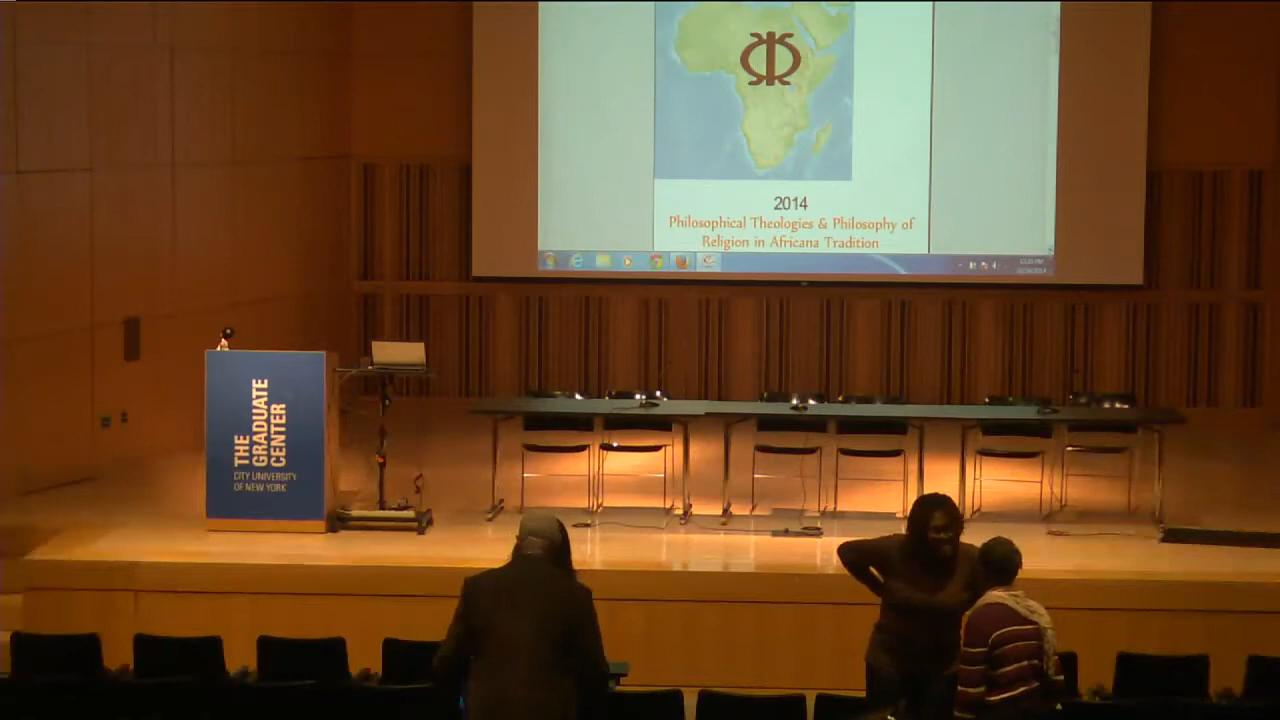 2014
Philosophical Theologies & Philosophy of
Religion in Africana Tradition
THE
GRADUATE
CENTER
CITY UNIVERSITY
OF NEW YORK